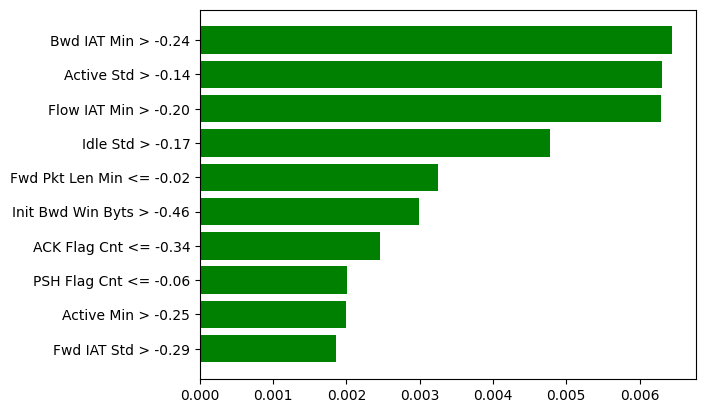 Bwd IAT Min > -0.24
Active Std > -0.14
Flow IAT Min > -0.20
Idle Std > -0.17
Fwd Pkt Len Min <= -0.02
Init Bwd Win Byts > -0.46
ACK Flag Cnt <= -0.34
PSH Flag Cnt <= -0.06
Active Min > -0.25
Fwd IAT Std > -0.29
0.000 0.001 0.002 0.003 0.004 0.005 0.006